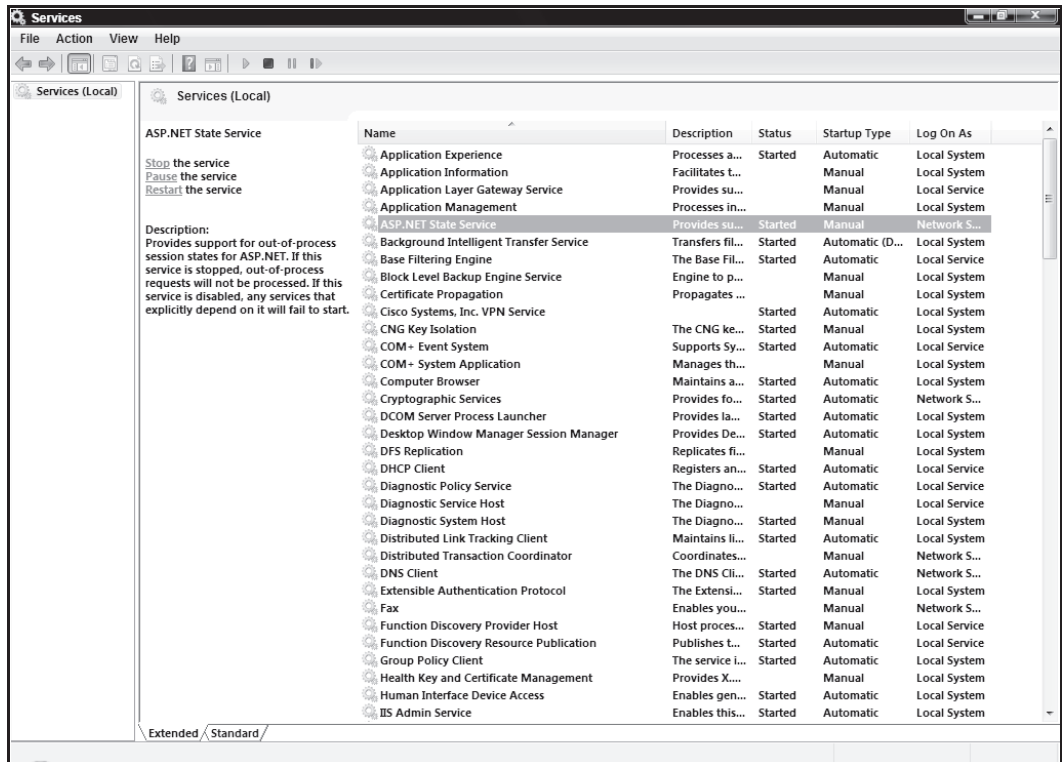 Services
File Action View Help
Services (Local)
Services (Local)
ASP.NET State Service
Stop the service
Pause the service
Restart the service
Description:
Provides support for out-of-process
session states for ASP.NET. If this
service is stopped, out-of-process
requests will not be processed. If this
service is disabled, any services that
explicitly depend on it will fail to start.
Name Description Status Startup Type Log On As
Application Experience Processes a... Started Automatic Local System
Application Information Facilitates t... Manual Local System
Application Layer Gateway Service Provides su... Manual Local Service
Application Management Processes in... Manual Local System
ASP.NET State Service Provides su... Started Manual Network S...
Background Intelligent Transfer Service Transfers fil... Started Automatic (D... Local System
Base Filtering Engine The Base Fil... Started Automatic Local Service
Block Level Backup Engine Service Engine to p... Manual Local System
Certificate Propagation Propagates ... Manual Local System
Cisco Systems, Inc. VPN Service Started Automatic Local System
CNG Key Isolation The CNG ke... Started Manual Local System
COM+ Event System Supports Sy... Started Automatic Local Service
COM+ System Application Manages th... Manual Local System
Computer Browser Maintains a... Started Automatic Local System
Cryptographic Services Provides fo... Started Automatic Network S...
DCOM Server Process Launcher Provides la... Started Automatic Local System
Desktop Window Manager Session Manager Provides De... Started Automatic Local System
DFS Replication Replicates fi... Manual Local System
DHCP Client Registers an... Started Automatic Local Service
Diagnostic Policy Service The Diagno... Started Automatic Local Service
Diagnostic Service Host The Diagno... Manual Local Service
Diagnostic System Host The Diagno... Started Manual Local System
Distributed Link Tracking Client Maintains li... Started Automatic Local System
Distributed Transaction Coordinator Coordinates... Manual Network S...
DNS Client The DNS Cli... Started Automatic Network S...
Extensible Authentication Protocol The Extensi... Started Manual Local System
Fax Enables you... Manual Network S...
Function Discovery Provider Host Host proces... Started Manual Local Service
Function Discovery Resource Publication Publishes t... Started Automatic Local Service
Group Policy Client The service i... Started Automatic Local System
Health Key and Certificate Management Provides X.... Manual Local System
Human Interface Device Access Enables gen... Started Automatic Local System
IIS Admin Service Enables this... Started Automatic Local System
Extended Standard